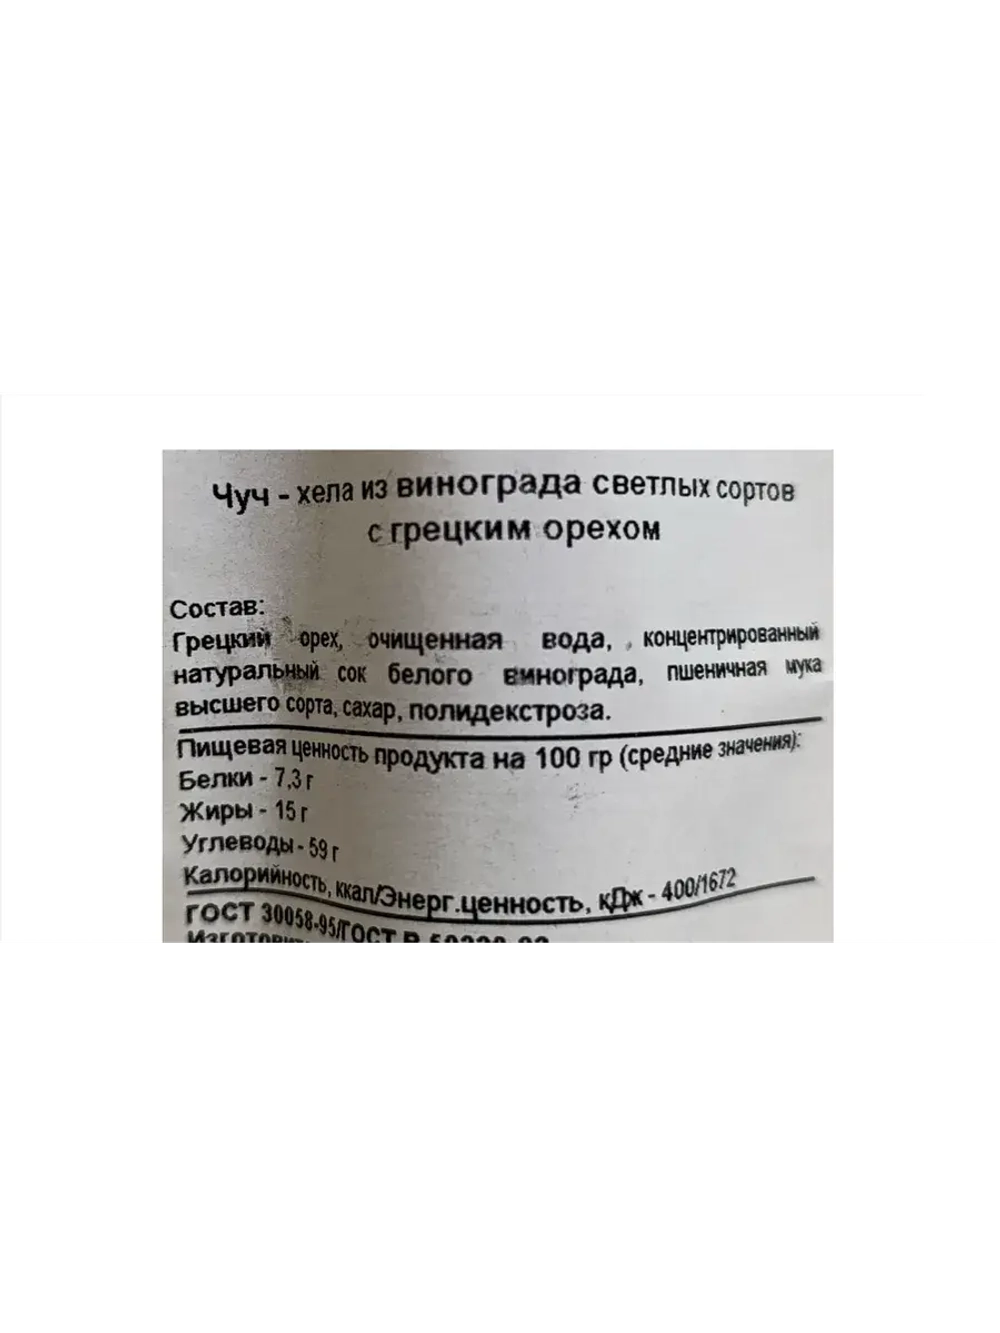 Чуч - хела из винограда светлых сортов
с грецким орехом
Состав:
Грецкий орех, очищенная вода, концентрированный
натуральный сок белого винограда, пшеничная мука
высшего сорта, сахар, полидекстроза.
Пищевая ценность продукта на 100 гр (средние значения):
Белки - 7,3 г
Жиры - 15 г
Углеводы - 59 г
Калорийность, ккал/Энерг.ценность, кДж - 400/1672
ГОСТ 30058-95/ГОСТ Р